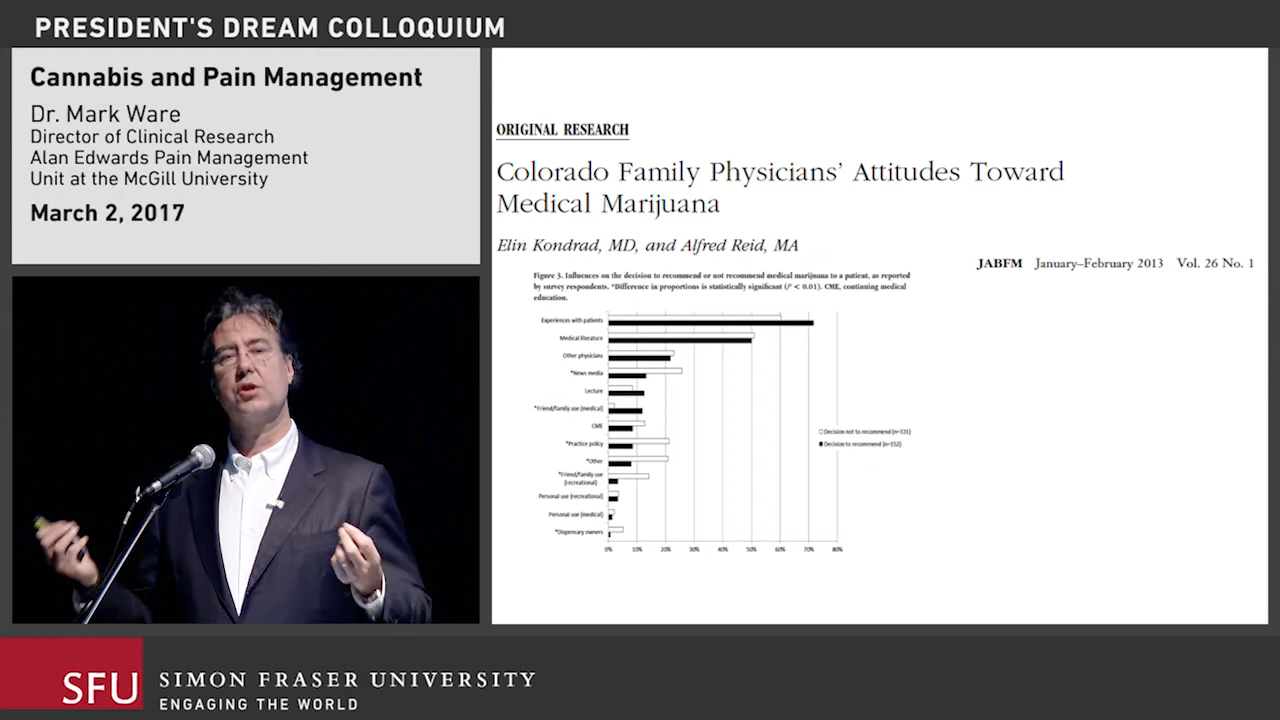 PRESIDENT'S DREAM COLLOQUIUM
Cannabis and Pain Management
Dr. Mark Ware
Director of Clinical Research
Alan Edwards Pain Management
Unit at the McGill University
March 2, 2017
ORIGINAL RESEARCH
Colorado Family Physicians' Attitudes Toward
Medical Marijuana
Elin Kondrad, MD, and Alfred Reid, MA
JABFM January–February 2013 Vol. 26 No. 1
Figure 3. Influences on the decision to recommend or not recommend medical marijuana to a patient, as reported
by survey respondents. *Difference in proportions is statistically significant (P < 0.01). CME, continuing medical
education.
Experiences with patients
Medical literature
Other physicians
*News media
Lecture
*Friend/family use (medical)
CME
*Practice policy
*Other
*Friend/family use
(recreational)
Personal use (recreational)
Personal use (medical)
*Dispensary owners
0% 10% 20% 30% 40% 50% 60% 70% 80%
Decision not to recommend (n=331)
Decision to recommend (n=152)
SFU
SIMON FRASER UNIVERSITY
ENGAGING THE WORLD